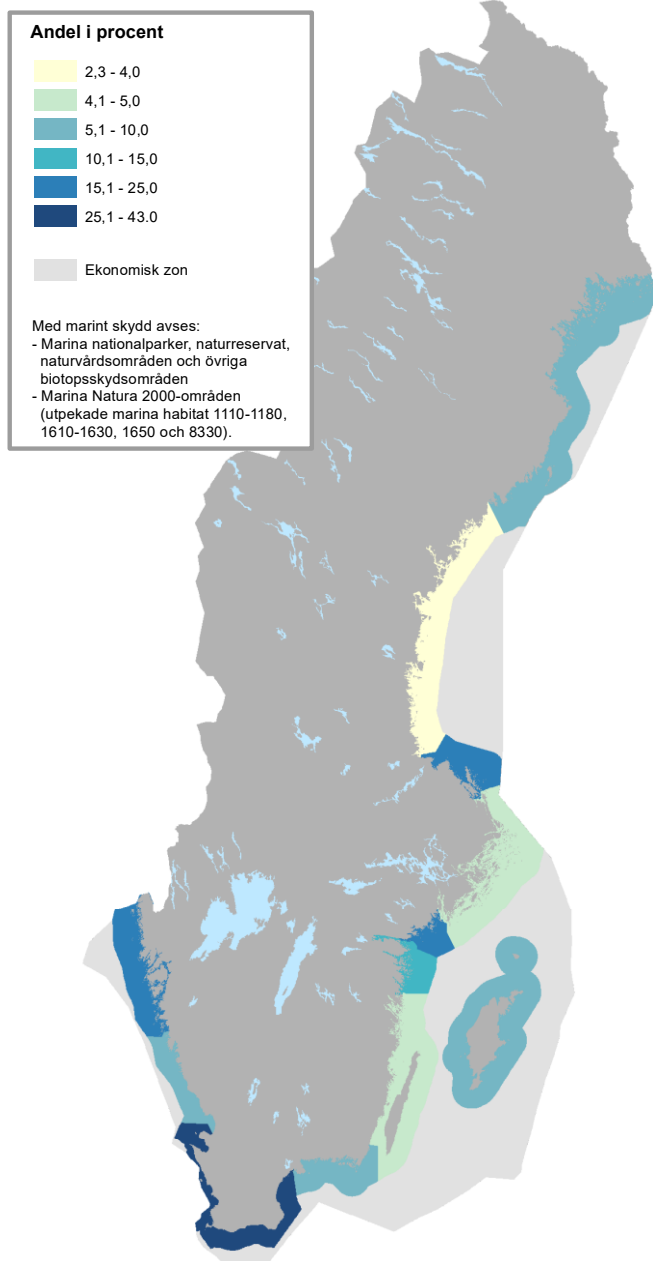 Andel i procent
2,3 - 4,0
4,1 - 5,0
5,1 - 10,0
10,1 - 15,0
15,1 - 25,0
25,1 - 43.0
Ekonomisk zon
Med marint skydd avses:
- Marina nationalparker, naturreservat,
naturvårdsområden och övriga
biotopsskydsområden
- Marina Natura 2000-områden
(utpekade marina habitat 1110-1180,
1610-1630, 1650 och 8330).